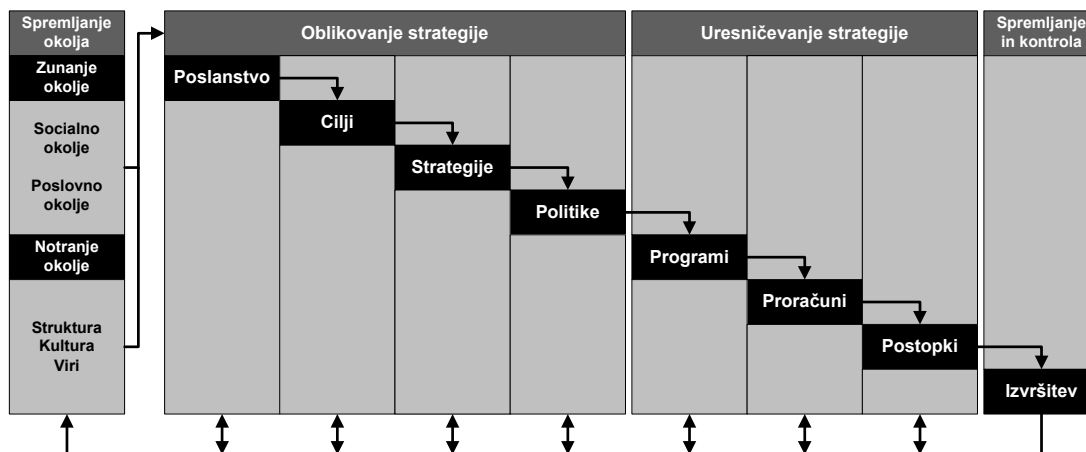 Spremljanje
okolja
Oblikovanje strategije
Uresničevanje strategije
Spremljanje
in kontrola
Zunanje
okolje
Socialno
okolje
Poslovno
okolje
Notranje
okolje
Struktura
Kultura
Viri
Poslanstvo
Cilji
Strategije
Politike
Programi
Proračuni
Postopki
Izvršitev